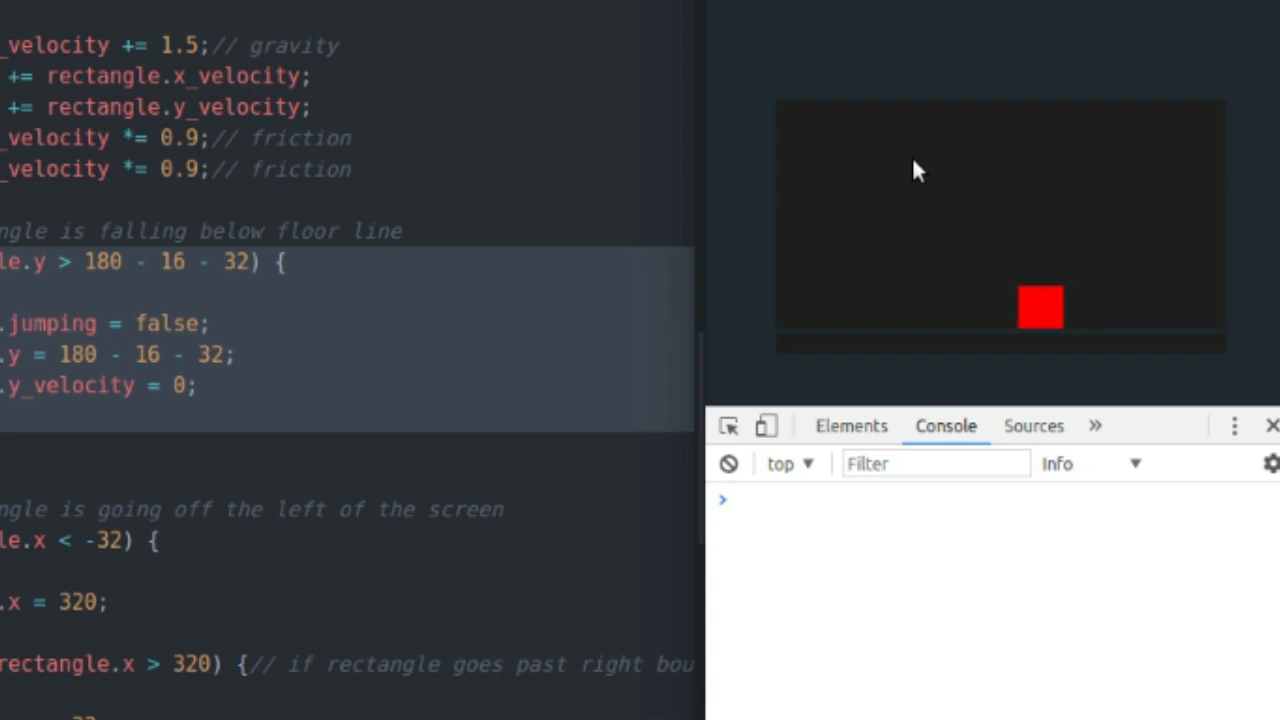 _velocity += 1.5;// gravity
+= rectangle.x_velocity;
+= rectangle.y_velocity;
_velocity *= 0.9;// friction
_velocity *= 0.9;// friction
ngle is falling below floor line
le.y > 180 - 16 - 32) {
.jumping = false;
.y = 180 - 16 - 32;
.y_velocity = 0;
ngle is going off the left of the screen
le.x < -32) {
.x = 320;
rectangle.x > 320) {// if rectangle goes past right bou
Elements Console Sources »
top ▼ Filter Info ▼
›